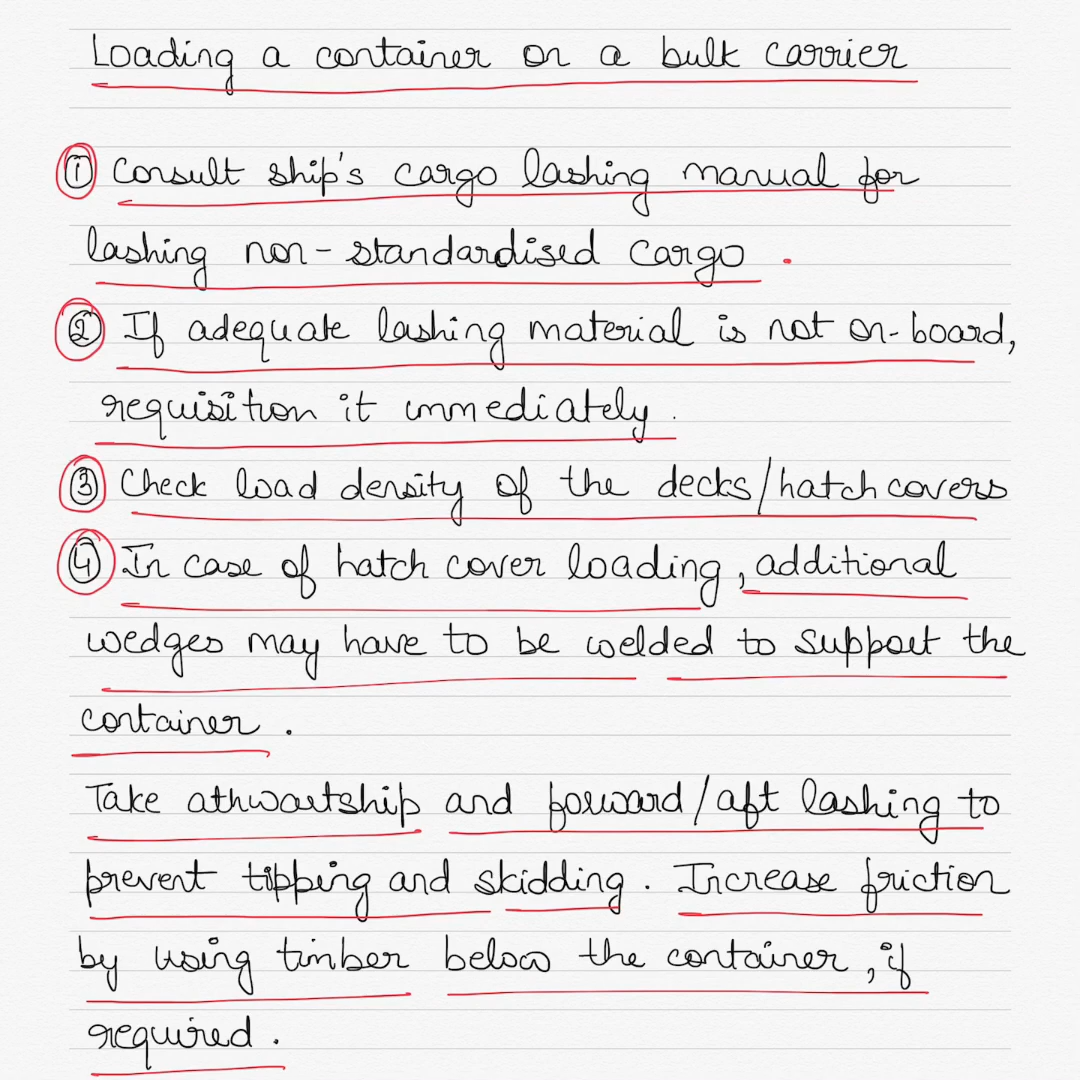 Loading a container on a bulk carrier
① Consult ship's cargo lashing manual for
lashing non-standardised cargo.
② If adequate lashing material is not on-board,
requisition it immediately.
③ Check load density of the decks/hatch covers
④ In case of hatch cover loading, additional
wedges may have to be welded to support the
container.
Take athwartship and forward/aft lashing to
prevent tipping and skidding. Increase friction
by using timber below the container, if
required.